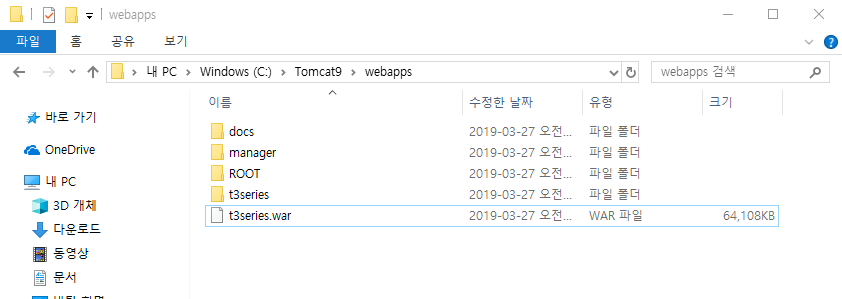 webapps
파일 홈 공유 보기
내 PC Windows (C:) Tomcat9 webapps webapps 검색
이름 수정한 날짜 유형 크기
바로 가기
OneDrive
내 PC
3D 개체
다운로드
동영상
문서
docs 2019-03-27 오전... 파일 폴더
manager 2019-03-27 오전... 파일 폴더
ROOT 2019-03-27 오전... 파일 폴더
t3series 2019-03-27 오전... 파일 폴더
t3series.war 2019-03-27 오전... WAR 파일 64,108KB